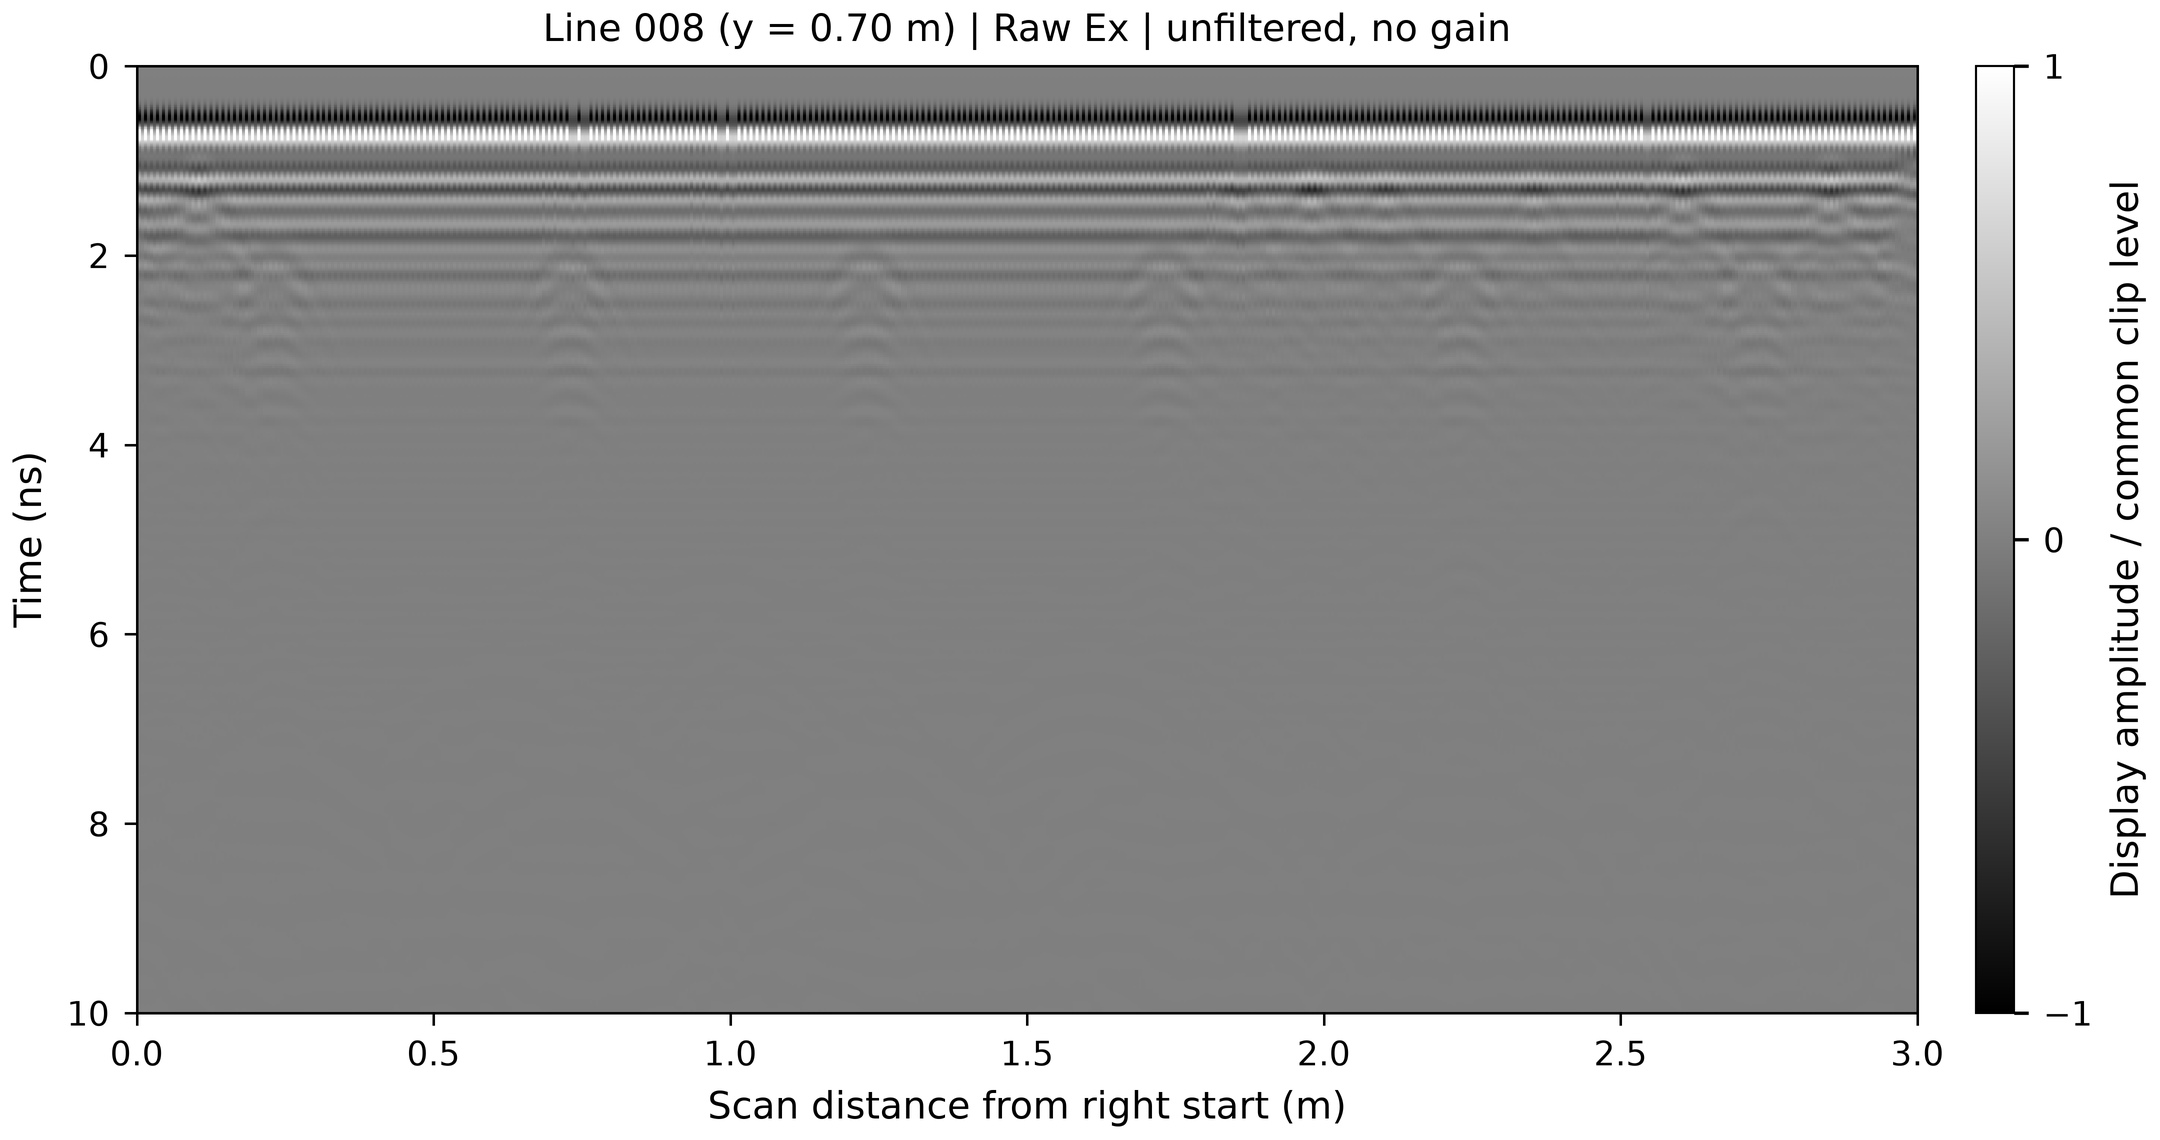 Line 008 (y = 0.70 m) | Raw Ex | unfiltered, no gain
Time (ns)
0
2
4
6
8
10
0.0 0.5 1.0 1.5 2.0 2.5 3.0
Scan distance from right start (m)
1
0
−1
Display amplitude / common clip level